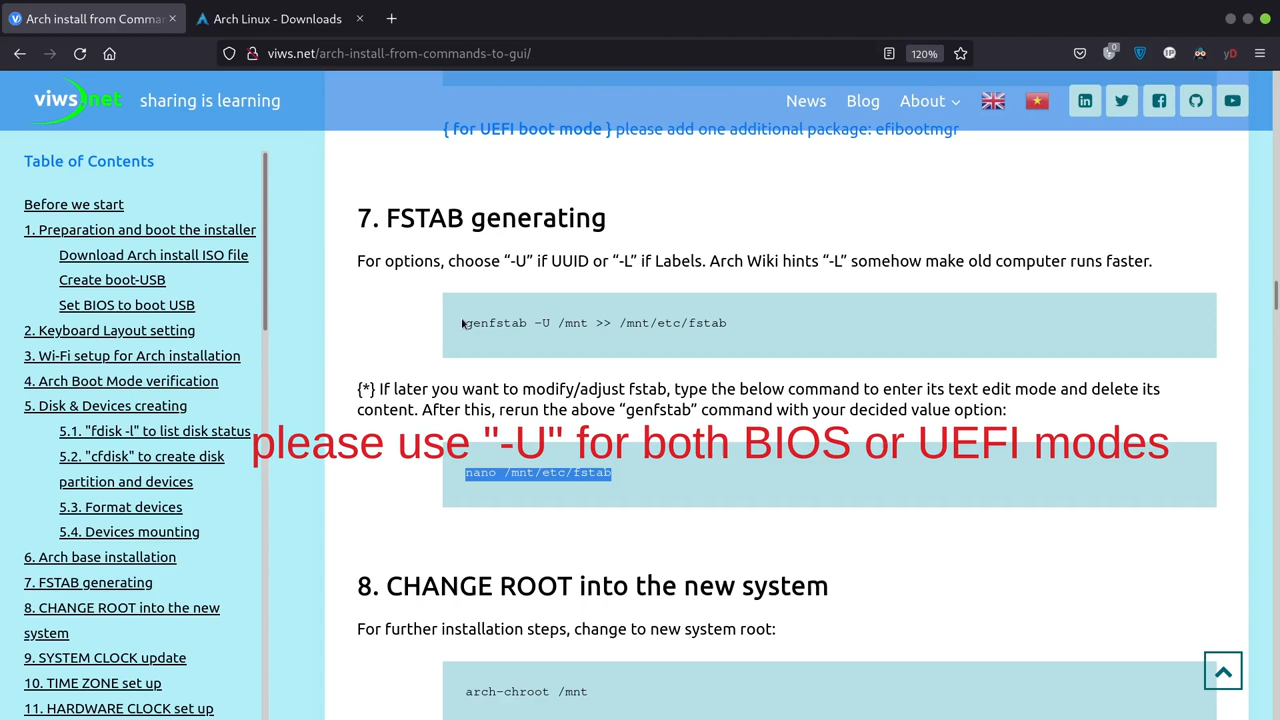 Arch install from Comma
Arch Linux - Downloads
viws.net/arch-install-from-commands-to-gui/
120%
0
IP
yD
viws net
sharing is learning
News
Blog
About
{ for UEFI boot mode } please add one additional package: efibootmgr
Table of Contents
Before we start
1. Preparation and boot the installer
Download Arch install ISO file
Create boot-USB
Set BIOS to boot USB
2. Keyboard Layout setting
3. Wi-Fi setup for Arch installation
4. Arch Boot Mode verification
5. Disk & Devices creating
5.1. "fdisk -l" to list disk status
5.2. "cfdisk" to create disk
partition and devices
5.3. Format devices
5.4. Devices mounting
6. Arch base installation
7. FSTAB generating
8. CHANGE ROOT into the new
system
9. SYSTEM CLOCK update
10. TIME ZONE set up
11. HARDWARE CLOCK set up
7. FSTAB generating
For options, choose “-U” if UUID or “-L” if Labels. Arch Wiki hints “-L” somehow make old computer runs faster.
genfstab -U /mnt >> /mnt/etc/fstab
{*} If later you want to modify/adjust fstab, type the below command to enter its text edit mode and delete its
content. After this, rerun the above “genfstab” command with your decided value option:
please use "-U" for both BIOS or UEFI modes
nano /mnt/etc/fstab
8. CHANGE ROOT into the new system
For further installation steps, change to new system root:
arch-chroot /mnt